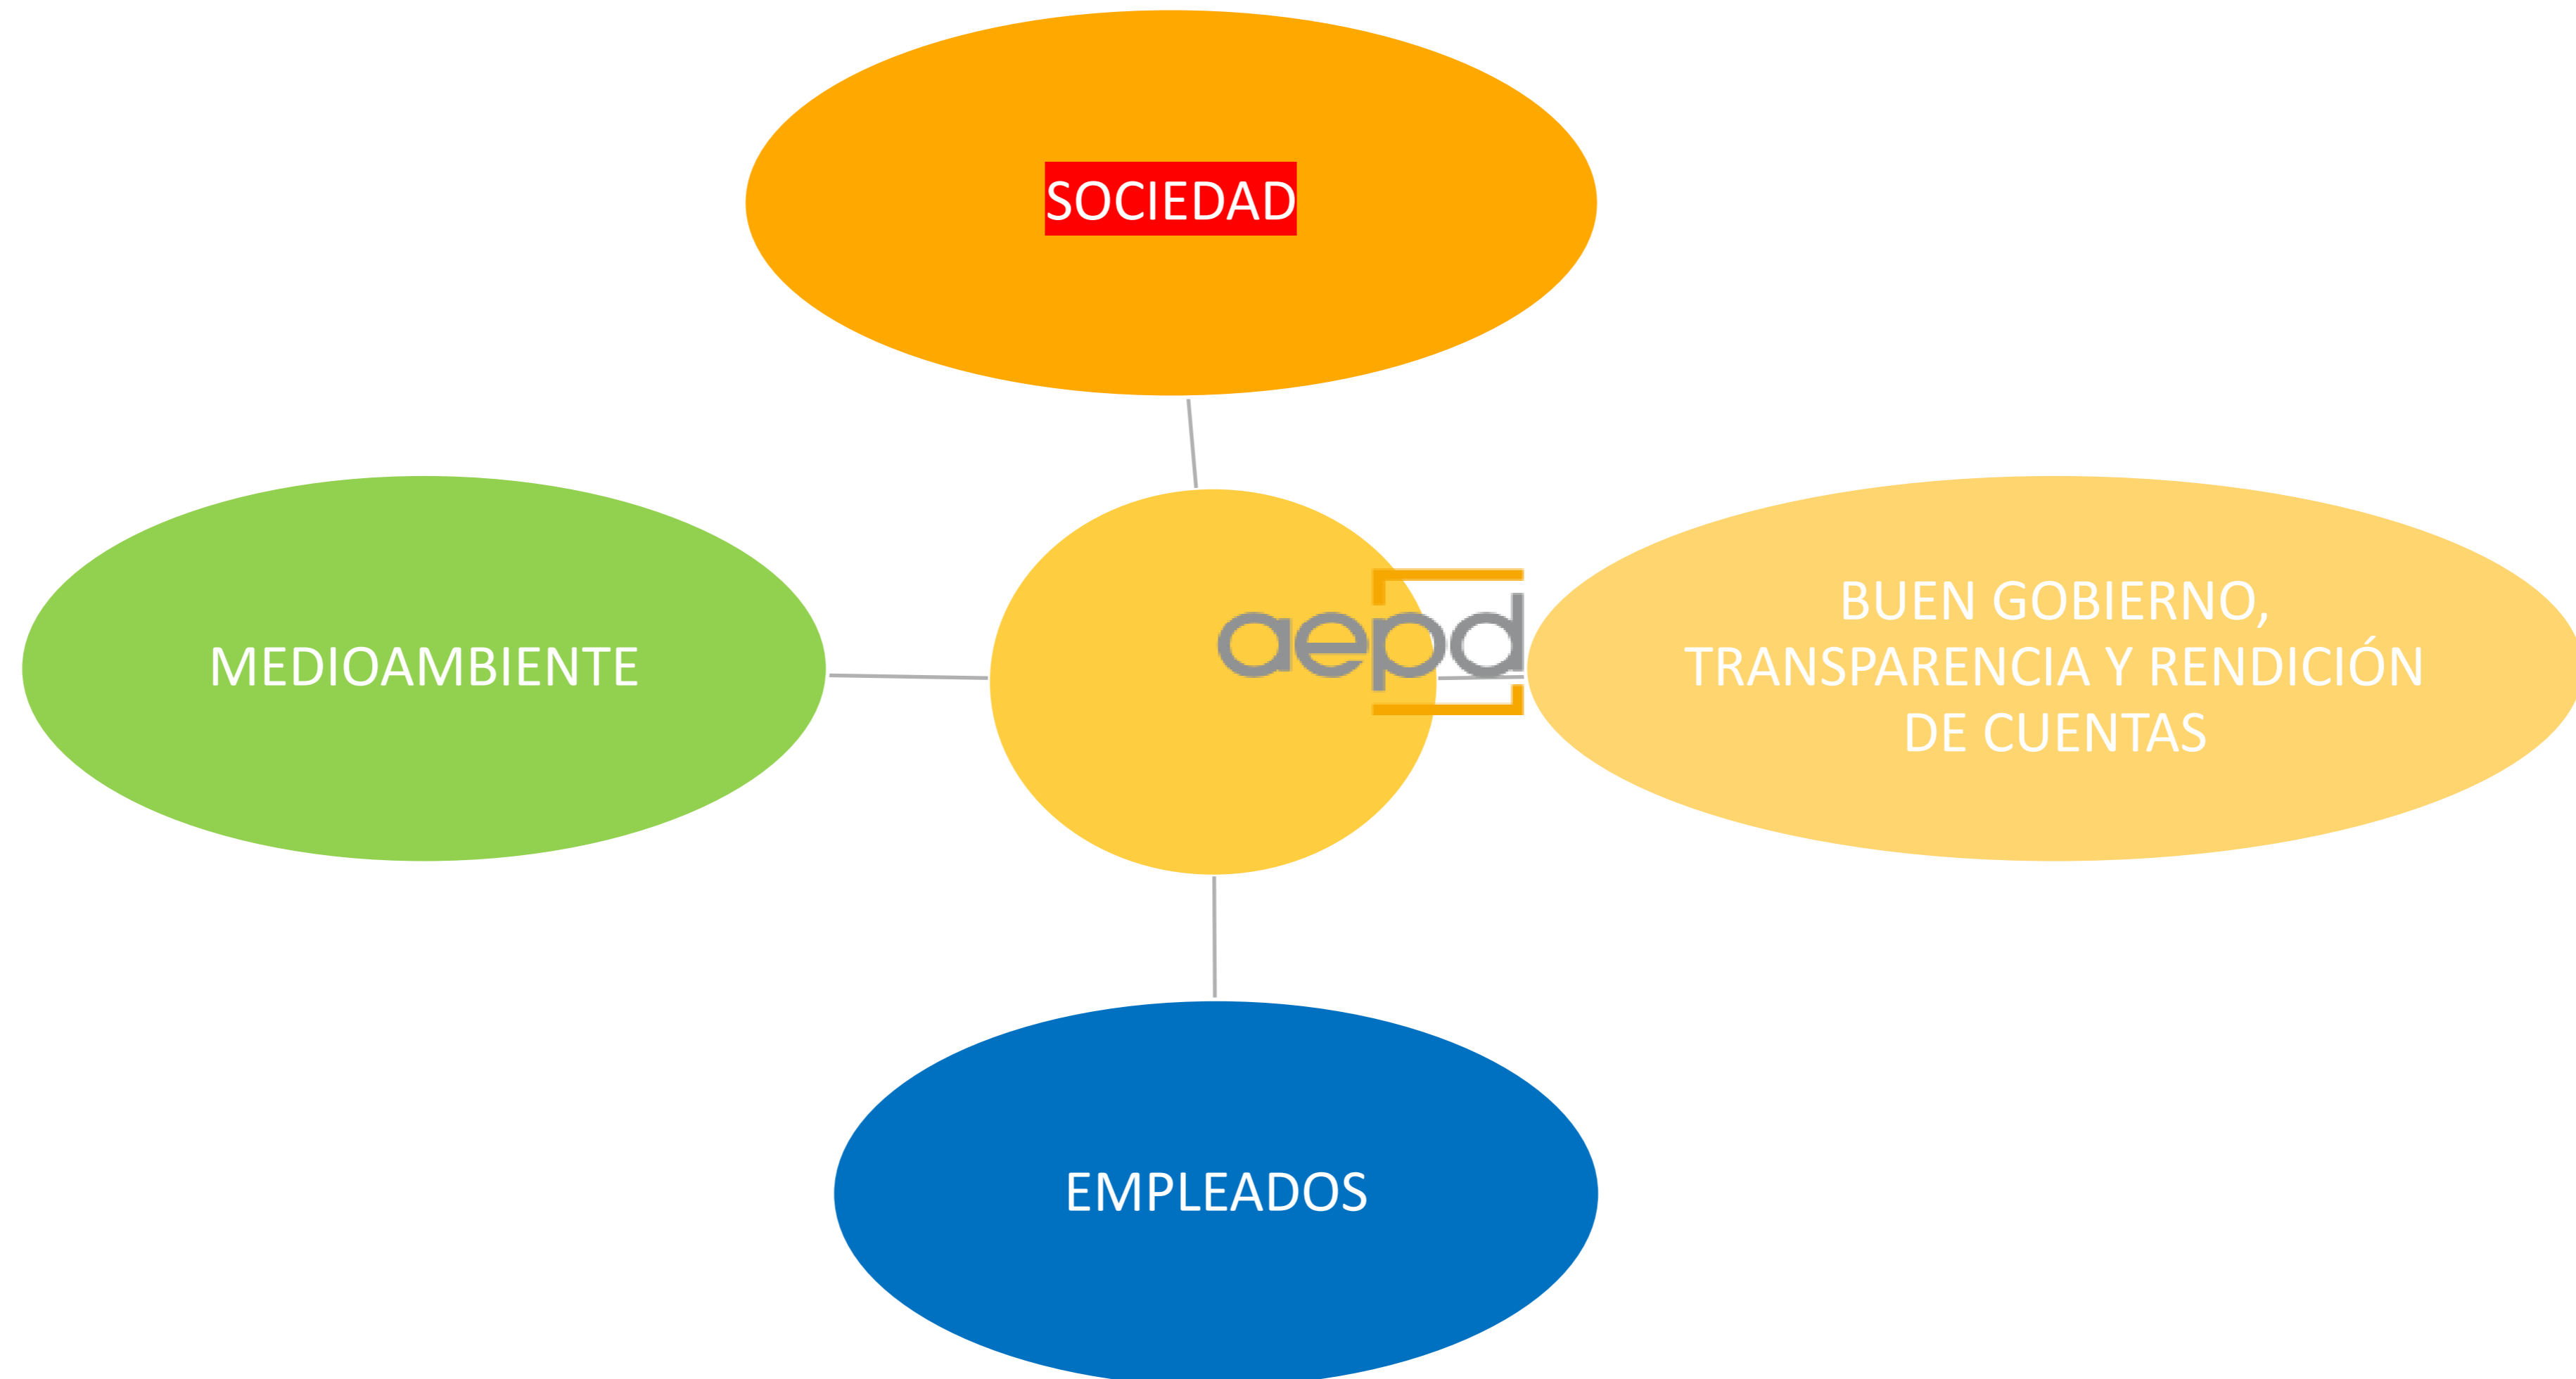 SOCIEDAD
MEDIOAMBIENTE
aepd
BUEN GOBIERNO,
TRANSPARENCIA Y RENDICIÓN
DE CUENTAS
EMPLEADOS